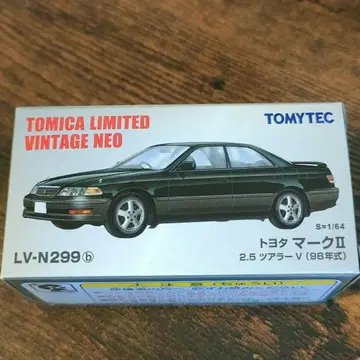 TOMICA LIMITED
VINTAGE NEO
TOMYTEC
S=1/64
トヨタ マークII
LV-N299ⓑ
2.5 ツアラーV (98年式)